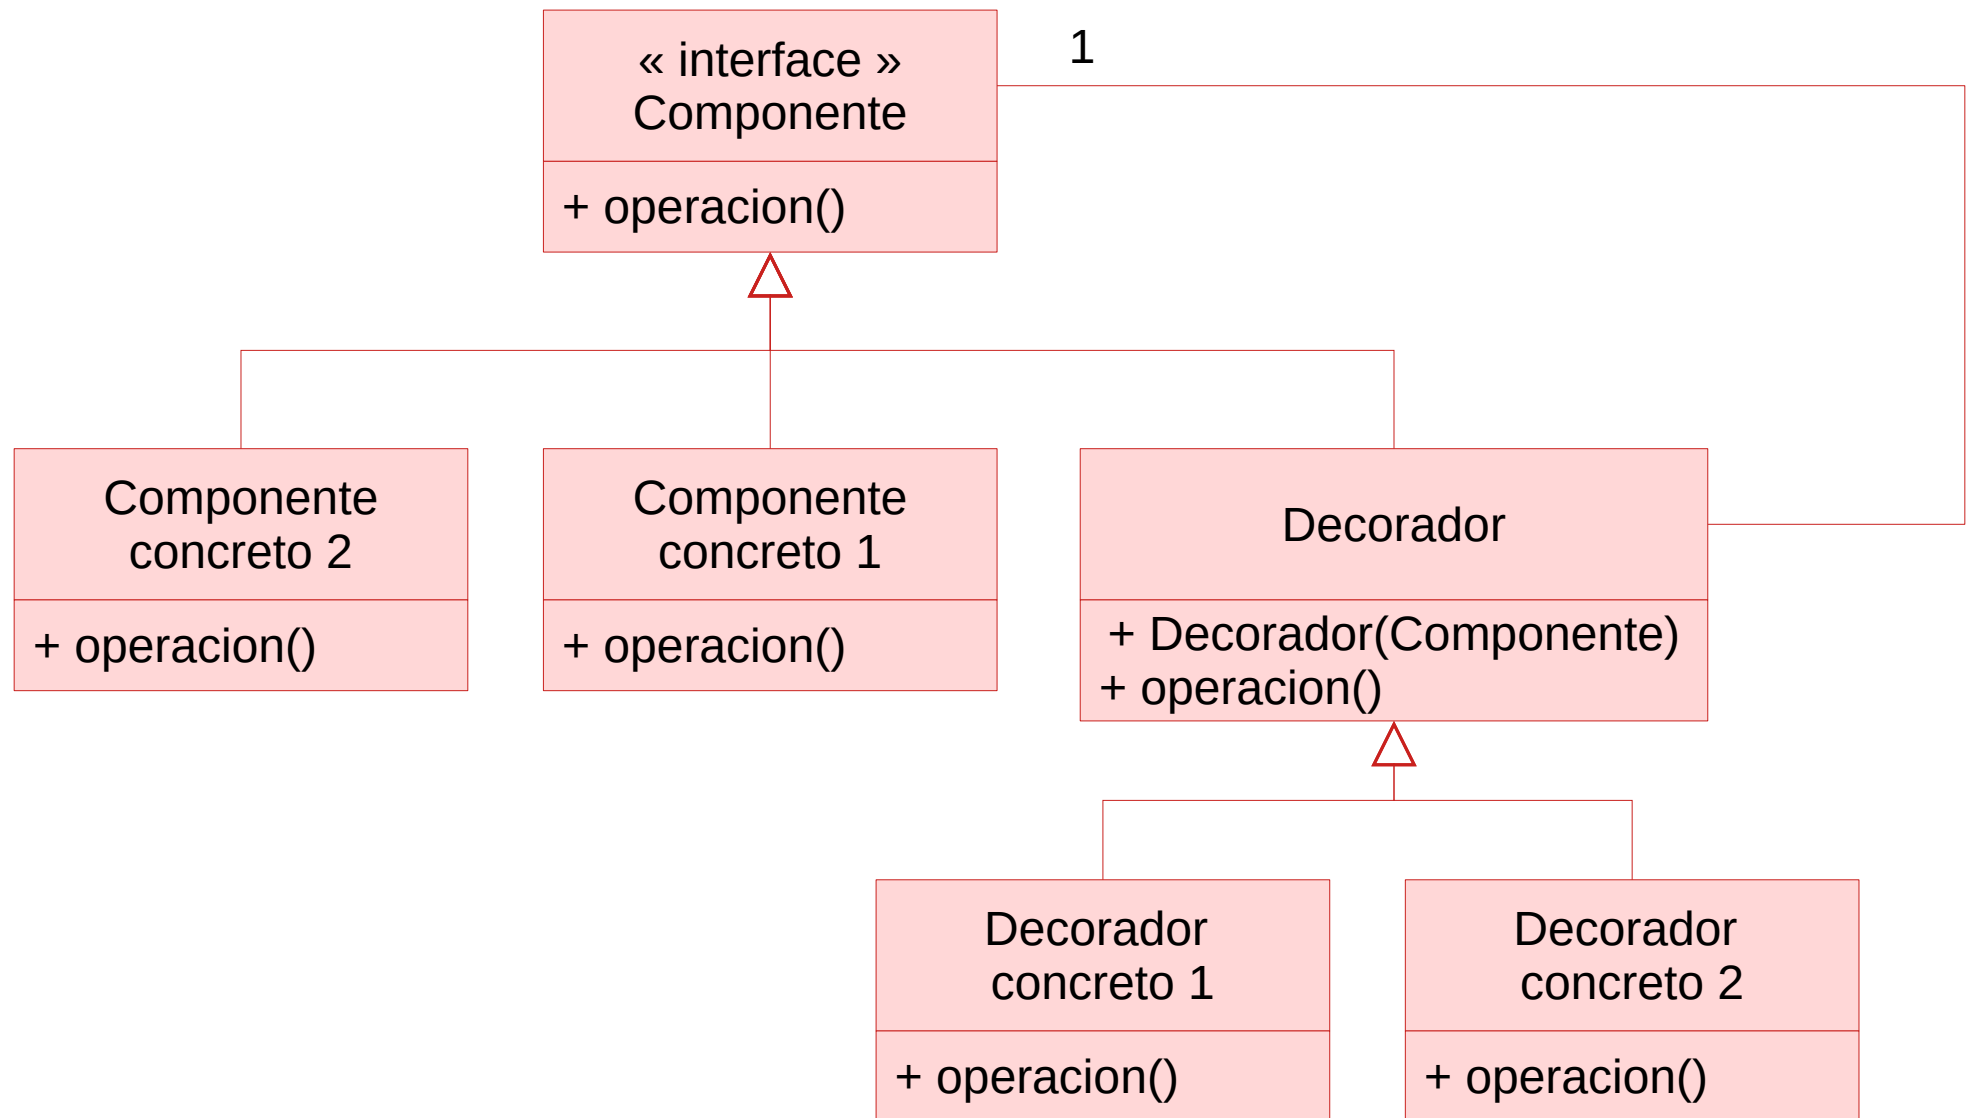 « interface »
Componente
1
+ operacion()
Componente
concreto 2
+ operacion()
Componente
concreto 1
+ operacion()
Decorador
+ Decorador(Componente)
+ operacion()
Decorador
concreto 1
+ operacion()
Decorador
concreto 2
+ operacion()